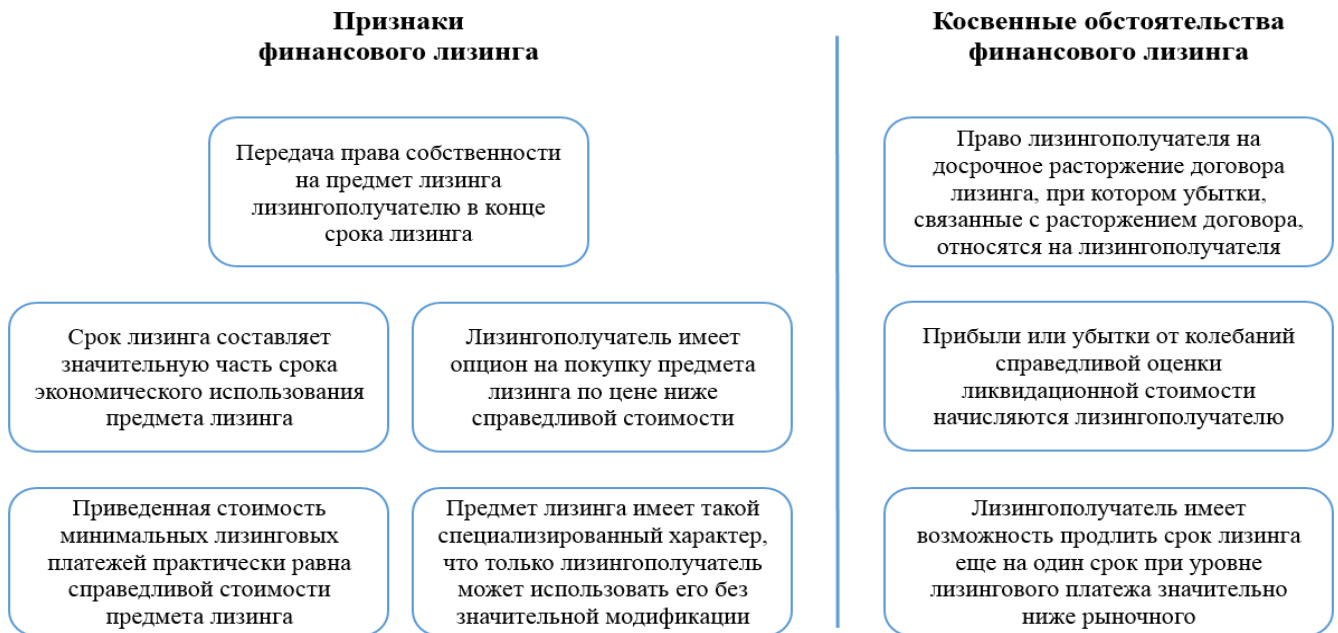 Признаки
финансового лизинга
Передача права собственности
на предмет лизинга
лизингополучателю в конце
срока лизинга
Срок лизинга составляет
значительную часть срока
экономического использования
предмета лизинга
Лизингополучатель имеет
опцион на покупку предмета
лизинга по цене ниже
справедливой стоимости
Приведенная стоимость
минимальных лизинговых
платежей практически равна
справедливой стоимости
предмета лизинга
Предмет лизинга имеет такой
специализированный характер,
что только лизингополучатель
может использовать его без
значительной модификации
Косвенные обстоятельства
финансового лизинга
Право лизингополучателя на
досрочное расторжение договора
лизинга, при котором убытки,
связанные с расторжением договора,
относятся на лизингополучателя
Прибыли или убытки от колебаний
справедливой оценки
ликвидационной стоимости
начисляются лизингополучателю
Лизингополучатель имеет
возможность продлить срок лизинга
еще на один срок при уровне
лизингового платежа значительно
ниже рыночного